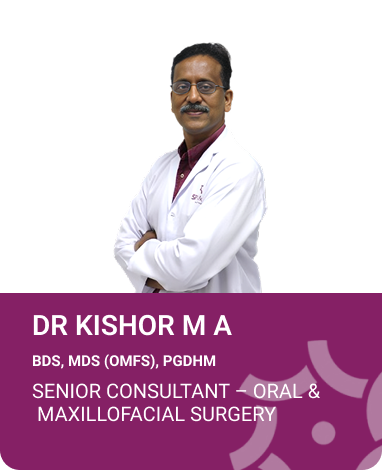 DR KISHOR M A
BDS, MDS (OMFS), PGDHM
SENIOR CONSULTANT – ORAL &
MAXILLOFACIAL SURGERY